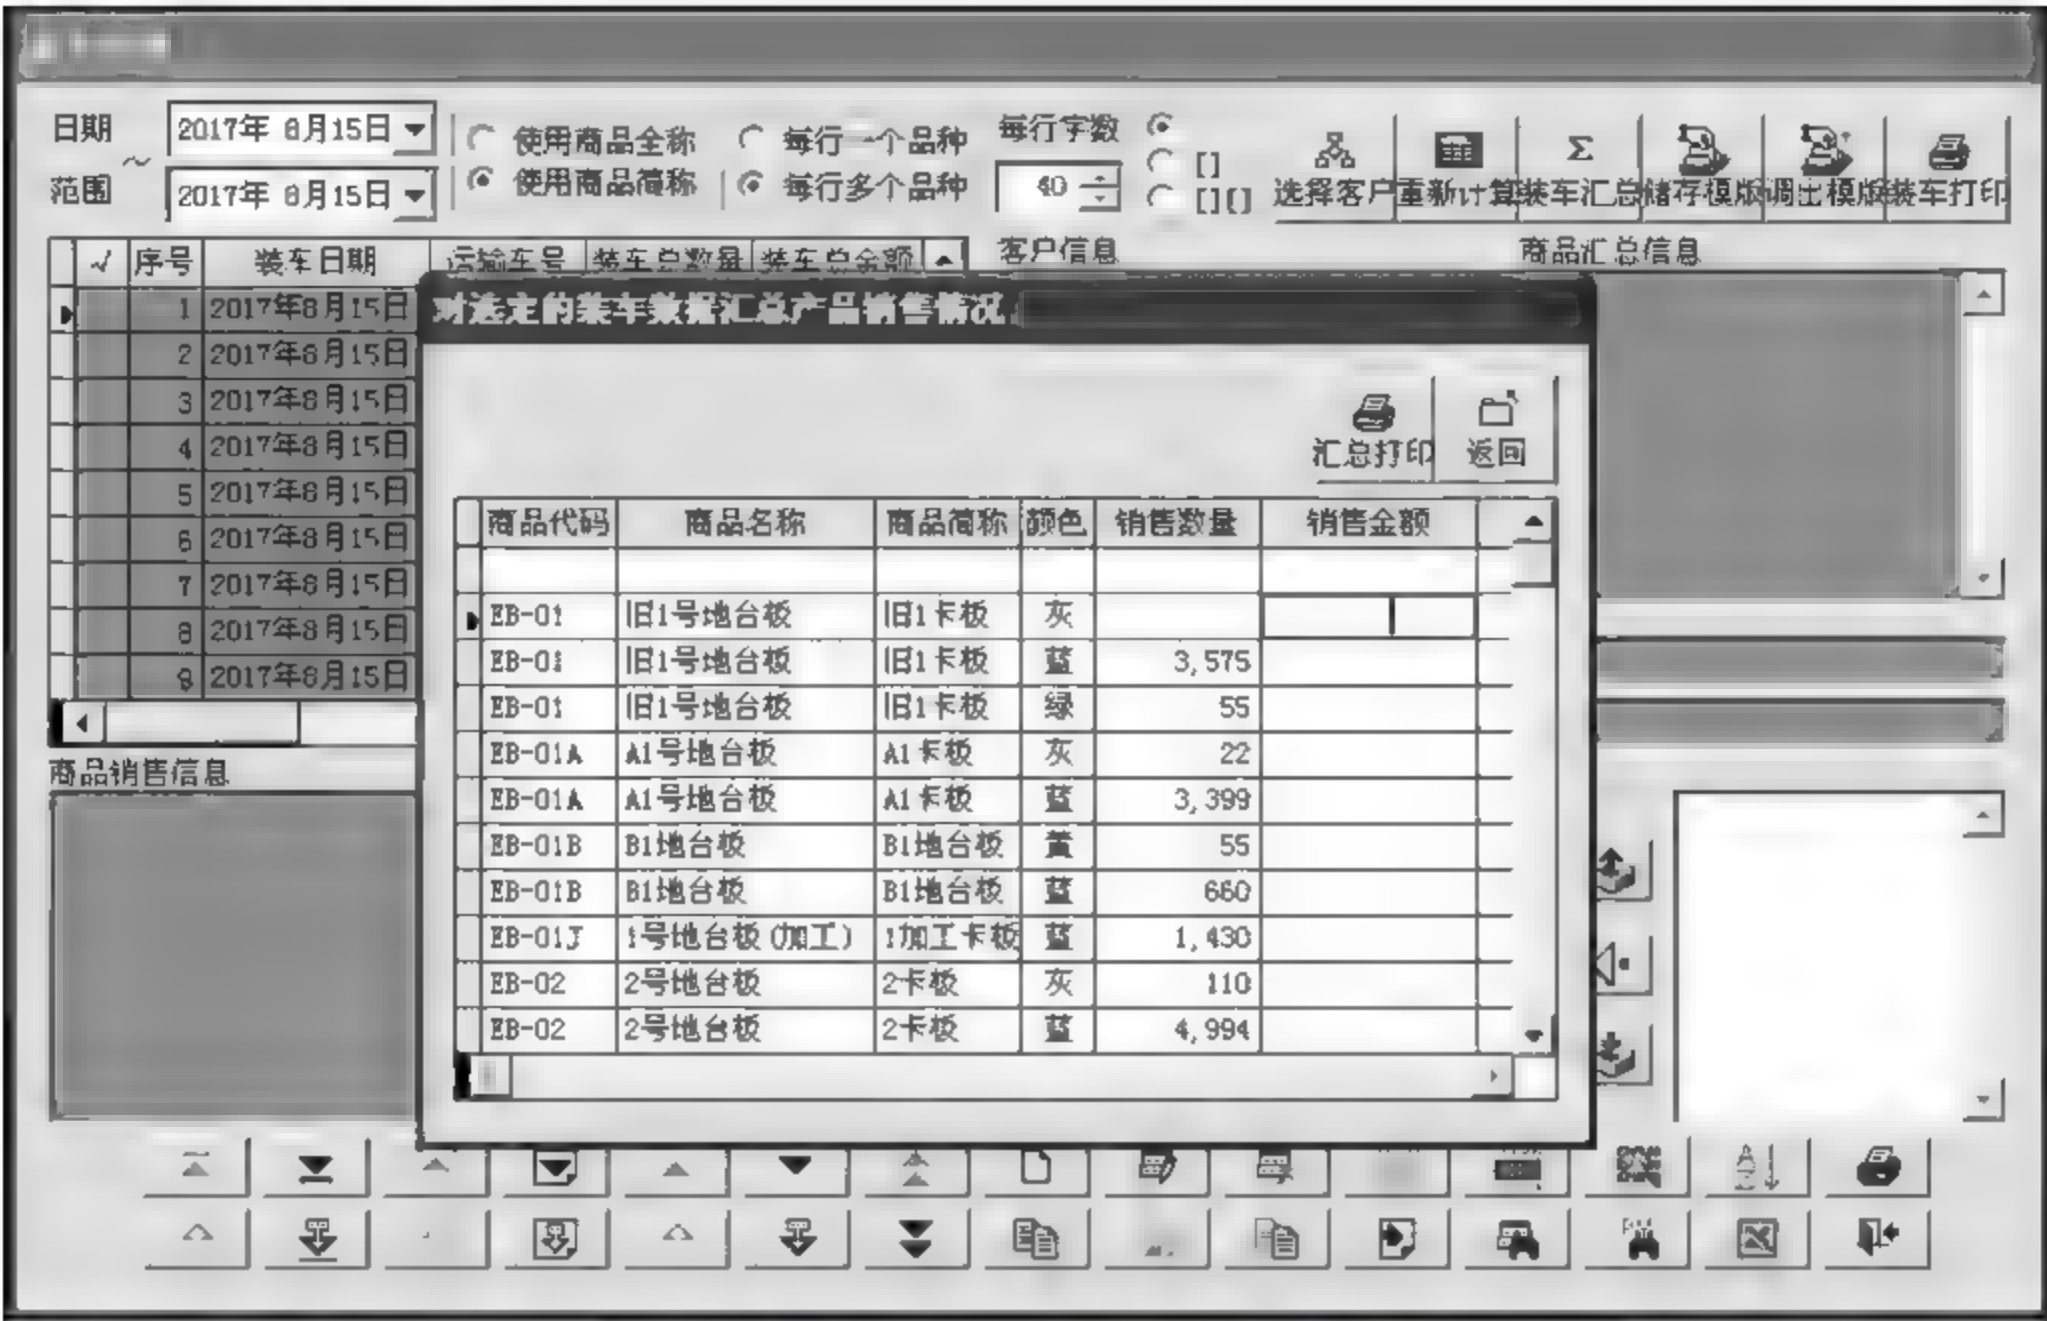 日期 2017年 8月15日 使用商品全称 每行一个品种 每行字数
~ []
范围 2017年 8月15日 使用商品简称 每行多个品种 40 [][]
选择客户 重新计算 装车汇总 储存模版 调出模版 装车打印
√ 序号 装车日期 运输车号 装车总数量 装车总金额 客户信息 商品汇总信息
1 2017年8月15日
2 2017年8月15日
3 2017年8月15日
4 2017年8月15日
5 2017年8月15日
6 2017年8月15日
7 2017年8月15日
8 2017年8月15日
9 2017年8月15日
商品销售信息
对选定的装车数据汇总产品销售情况
汇总打印 返回
商品代码 商品名称 商品简称 颜色 销售数量 销售金额
EB-01 旧1号地台板 旧1卡板 灰
EB-01 旧1号地台板 旧1卡板 蓝 3,575
EB-01 旧1号地台板 旧1卡板 绿 55
EB-01A A1号地台板 A1卡板 灰 22
EB-01A A1号地台板 A1卡板 蓝 3,399
EB-01B B1地台板 B1地台板 黄 55
EB-01B B1地台板 B1地台板 蓝 660
EB-01J 1号地台板(加工) 1加工卡板 蓝 1,430
EB-02 2号地台板 2卡板 灰 110
EB-02 2号地台板 2卡板 蓝 4,994